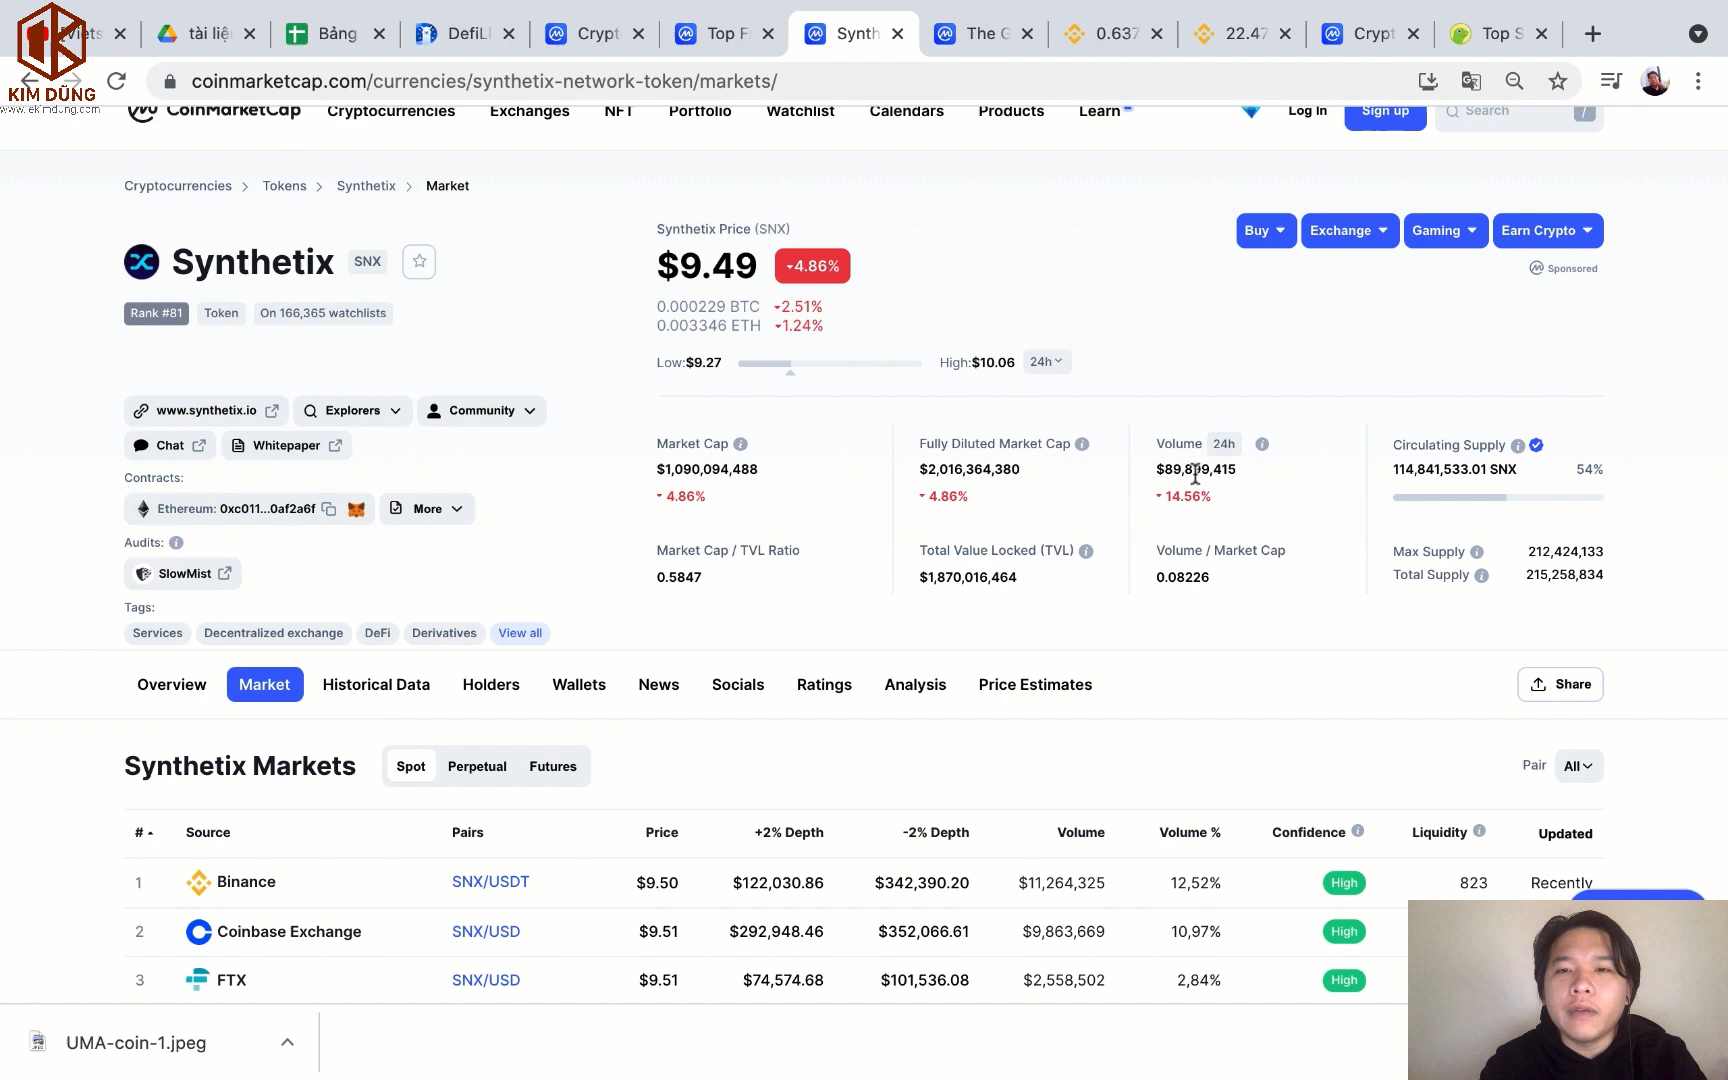 Viets
tài liệ
Bảng
DefiLl
Crypt
Top F
Synth
The G
0.637
22.47
Crypt
Top S
KIM DŨNG
www.ekimdung.com
coinmarketcap.com/currencies/synthetix-network-token/markets/
CoinMarketCap
Cryptocurrencies
Exchanges
NFT
Portfolio
Watchlist
Calendars
Products
Learn
Log In
Sign up
Search
/
Cryptocurrencies > Tokens > Synthetix > Market
Synthetix SNX
Rank #81
Token
On 166,365 watchlists
www.synthetix.io
Explorers
Community
Chat
Whitepaper
Contracts:
Ethereum: 0xc011...0af2a6f
More
Audits:
SlowMist
Tags:
Services
Decentralized exchange
DeFi
Derivatives
View all
Synthetix Price (SNX)
$9.49 4.86%
0.000229 BTC 2.51%
0.003346 ETH 1.24%
Low:$9.27
High:$10.06
24h
Buy
Exchange
Gaming
Earn Crypto
Sponsored
Market Cap
$1,090,094,488
4.86%
Fully Diluted Market Cap
$2,016,364,380
4.86%
Volume 24h
14.56%
Circulating Supply
114,841,533.01 SNX 54%
Market Cap / TVL Ratio
0.5847
Total Value Locked (TVL)
$1,870,016,464
Volume / Market Cap
0.08226
Max Supply 212,424,133
Total Supply 215,258,834
Overview
Market
Historical Data
Holders
Wallets
News
Socials
Ratings
Analysis
Price Estimates
Share
Synthetix Markets
Spot
Perpetual
Futures
Pair All
# Source Pairs Price +2% Depth -2% Depth Volume Volume % Confidence Liquidity Updated
1 Binance SNX/USDT $9.50 $122,030.86 $342,390.20 $11,264,325 12,52% High 823 Recently
2 Coinbase Exchange SNX/USD $9.51 $292,948.46 $352,066.61 $9,863,669 10,97% High
3 FTX SNX/USD $9.51 $74,574.68 $101,536.08 $2,558,502 2,84% High
UMA-coin-1.jpeg